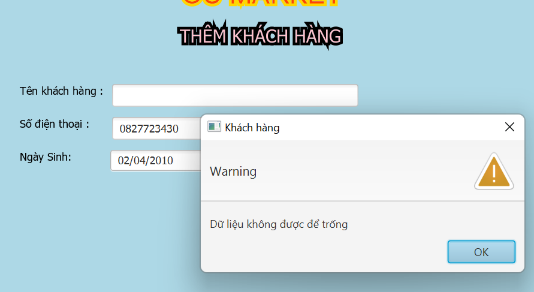 THÊM KHÁCH HÀNG
Tên khách hàng :
Số điện thoại : 0827723430
Ngày Sinh: 02/04/2010
Khách hàng
Warning
Dữ liệu không được để trống
OK